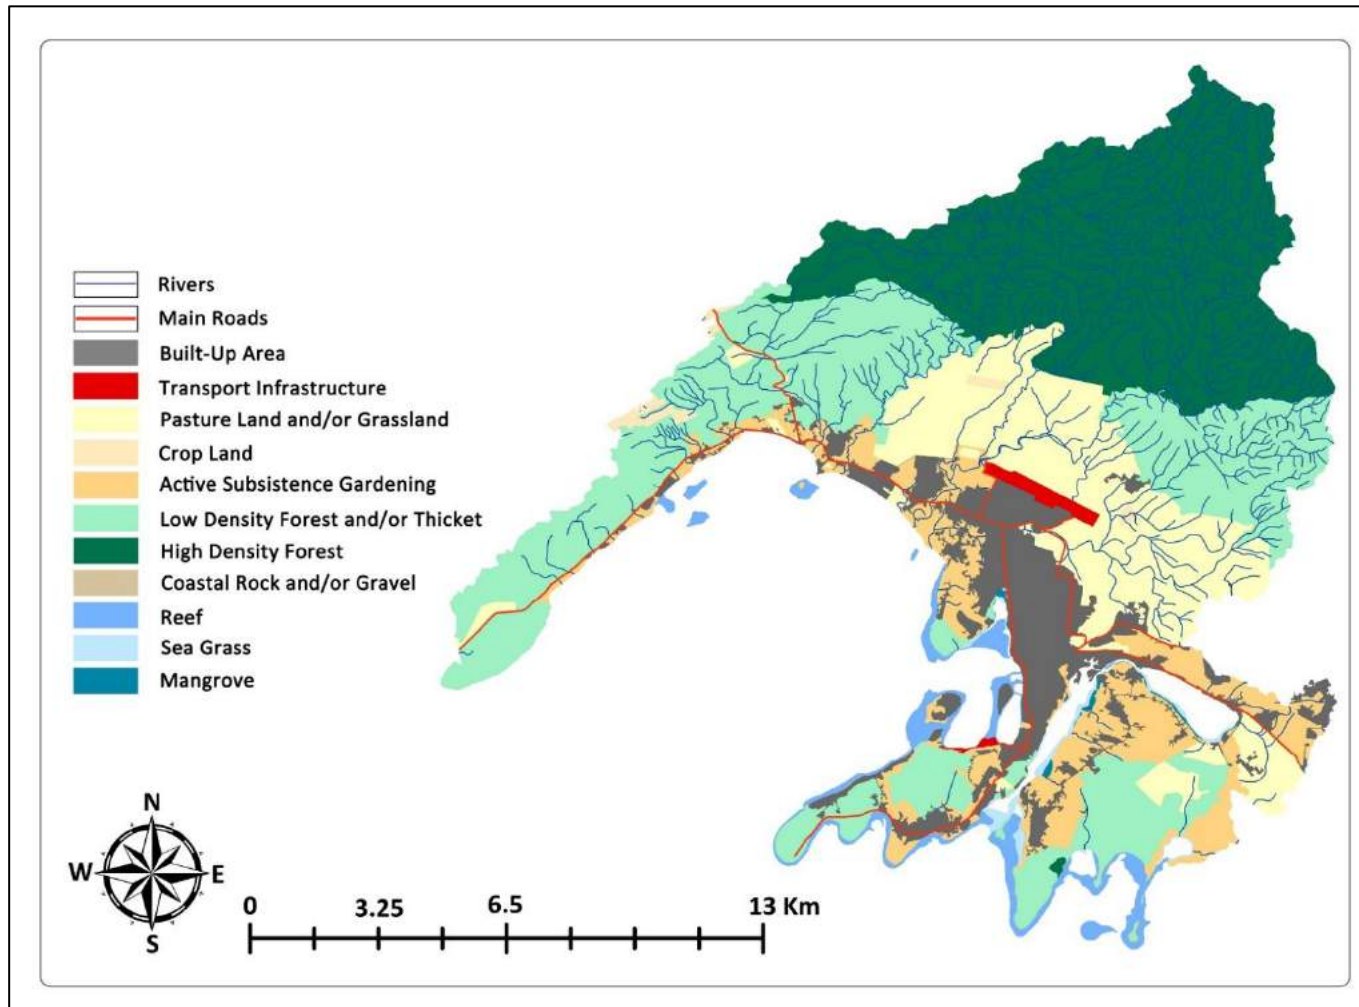 Rivers
Main Roads
Built-Up Area
Transport Infrastructure
Pasture Land and/or Grassland
Crop Land
Active Subsistence Gardening
Low Density Forest and/or Thicket
High Density Forest
Coastal Rock and/or Gravel
Reef
Sea Grass
Mangrove
N
W E
S
0 3.25 6.5 13 Km